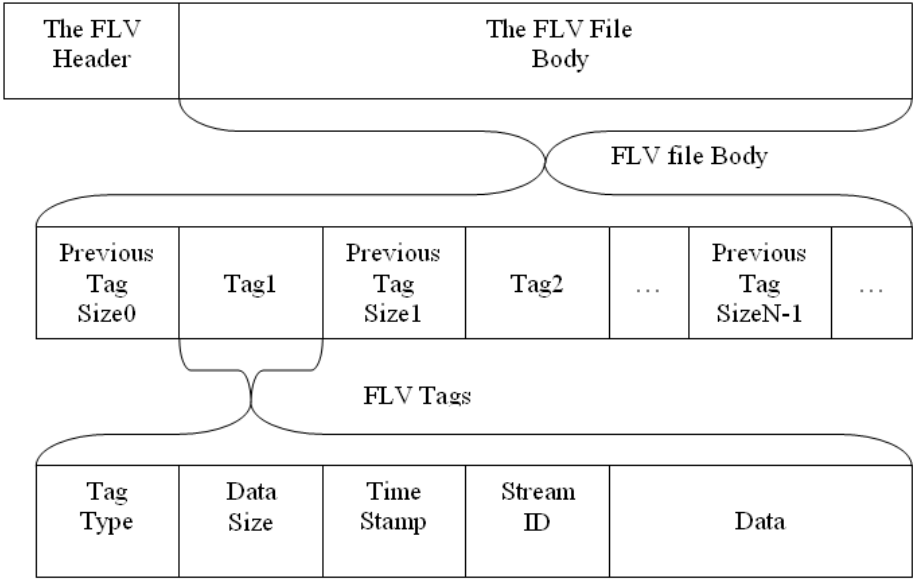 The FLV
Header
The FLV File
Body
FLV file Body
Previous
Tag
Size0
Tag1
Previous
Tag
Size1
Tag2
...
Previous
Tag
SizeN-1
...
FLV Tags
Tag
Type
Data
Size
Time
Stamp
Stream
ID
Data